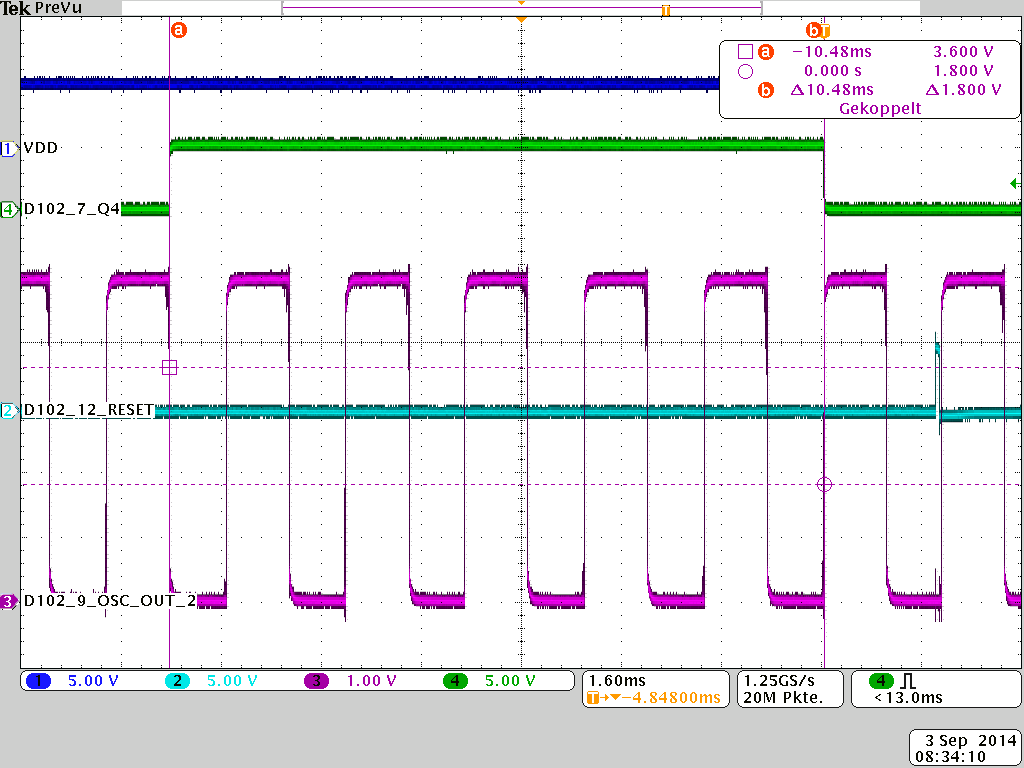 Tek PreVu
T
a
b T
a −10.48ms 3.600 V
0.000 s 1.800 V
b Δ10.48ms Δ1.800 V
Gekoppelt
1 VDD
4 D102_7_Q4
2 D102_12_RESET
3 D102_9_OSC_OUT_2
1 5.00 V 2 5.00 V 3 1.00 V 4 5.00 V
1.60ms
T→▼−4.84800ms
1.25GS/s
20M Pkte.
4
<13.0ms
3 Sep 2014
08:34:10